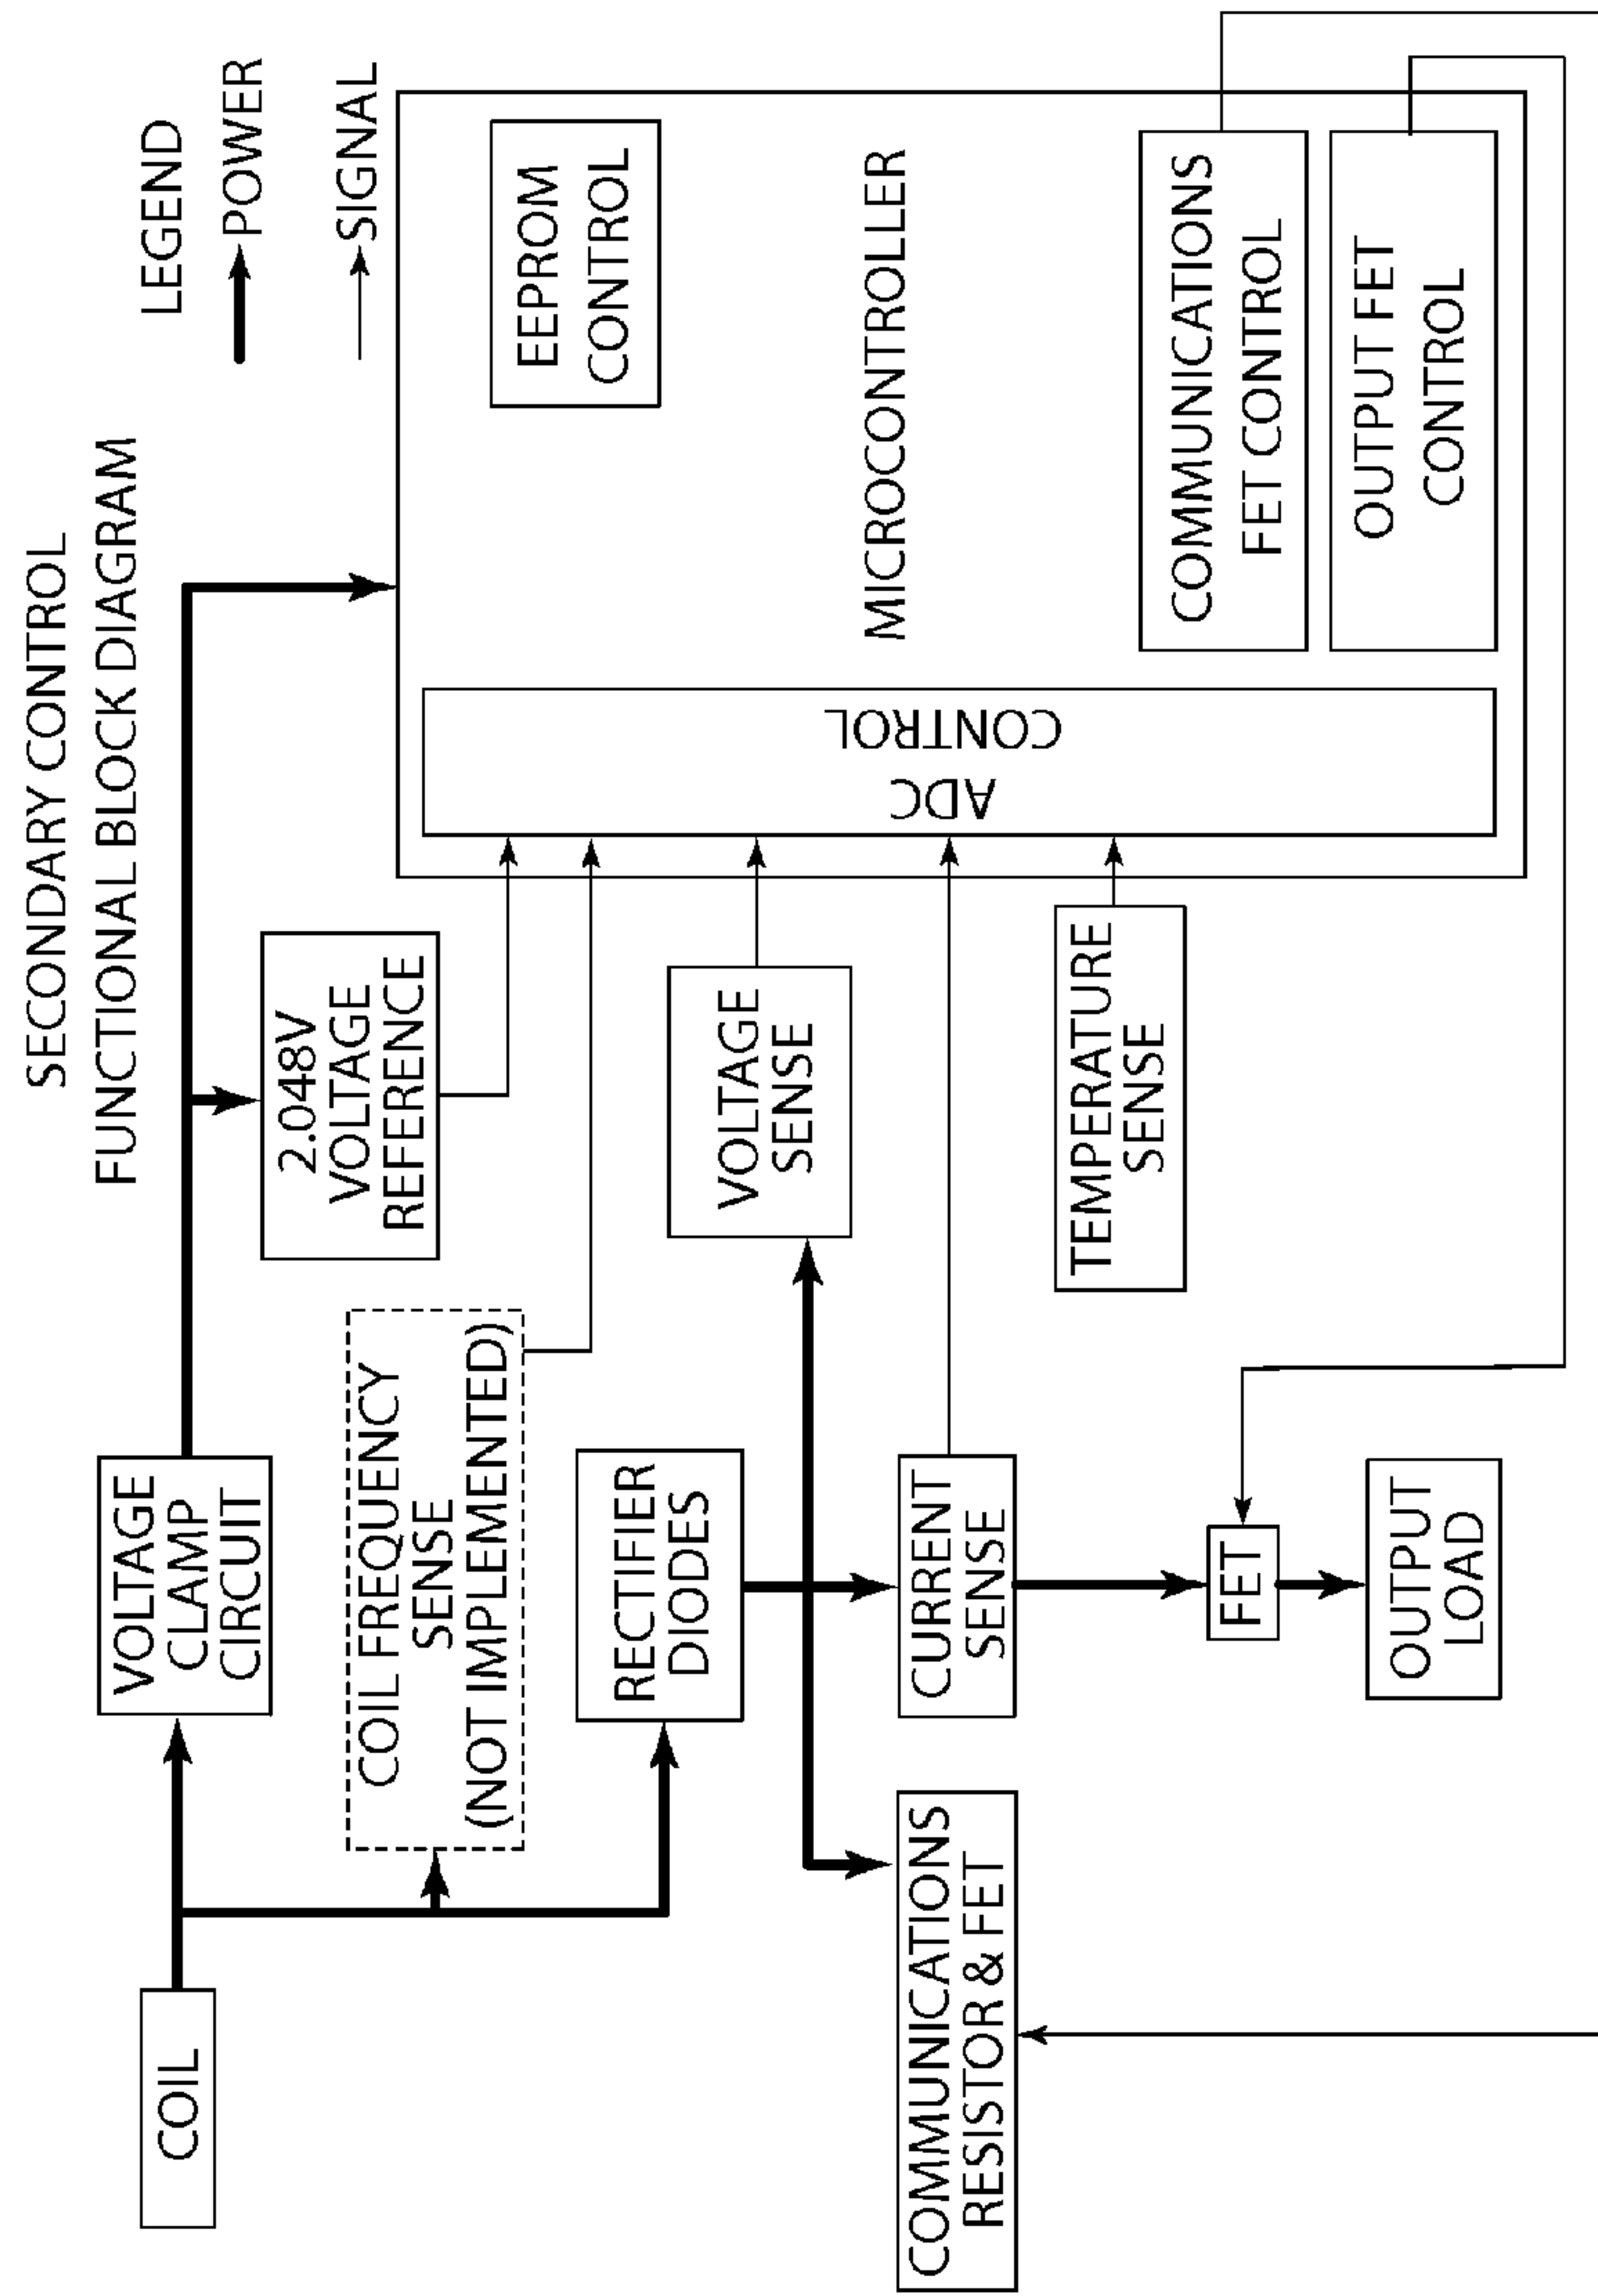 SECONDARY CONTROL
FUNCTIONAL BLOCK DIAGRAM
LEGEND
POWER
SIGNAL
COIL
VOLTAGE
CLAMP
CIRCUIT
2.048V
VOLTAGE
REFERENCE
COIL FREQUENCY
SENSE
(NOT IMPLEMENTED)
RECTIFIER
DIODES
VOLTAGE
SENSE
COMMUNICATIONS
RESISTOR & FET
CURRENT
SENSE
TEMPERATURE
SENSE
FET
OUTPUT
LOAD
ADC
CONTROL
EEPROM
CONTROL
MICROCONTROLLER
COMMUNICATIONS
FET CONTROL
OUTPUT FET
CONTROL